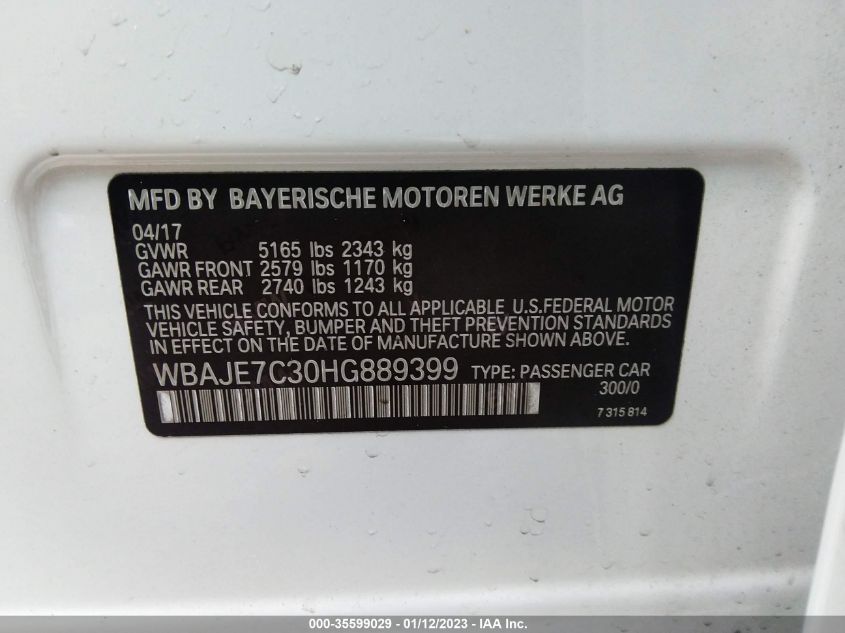 MFD BY BAYERISCHE MOTOREN WERKE AG
04/17
GVWR 5165 lbs 2343 kg
GAWR FRONT 2579 lbs 1170 kg
GAWR REAR 2740 lbs 1243 kg
THIS VEHICLE CONFORMS TO ALL APPLICABLE U.S.FEDERAL MOTOR
VEHICLE SAFETY, BUMPER AND THEFT PREVENTION STANDARDS
IN EFFECT ON THE DATE OF MANUFACTURE SHOWN ABOVE.
WBAJE7C30HG889399 TYPE: PASSENGER CAR
300/0
7 315 814
000-35599029 - 01/12/2023 - IAA Inc.